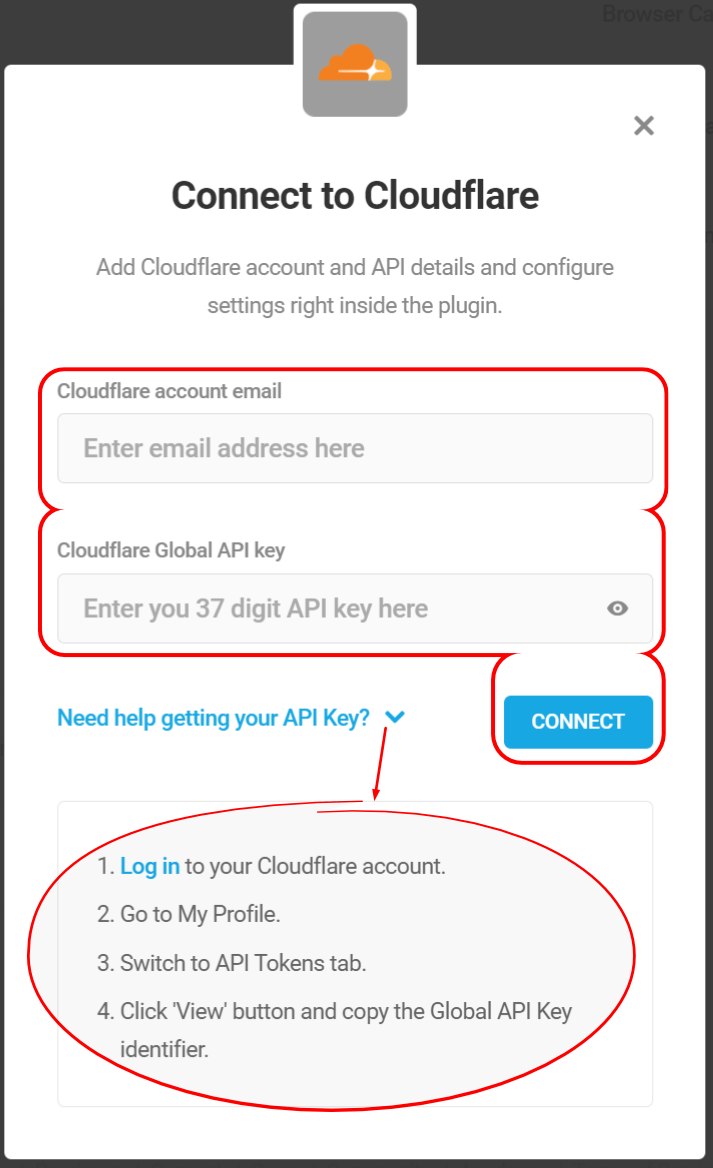 Browser Ca
Connect to Cloudflare
Add Cloudflare account and API details and configure
settings right inside the plugin.
Cloudflare account email
Enter email address here
Cloudflare Global API key
Enter you 37 digit API key here
Need help getting your API Key?
CONNECT
1. Log in to your Cloudflare account.
2. Go to My Profile.
3. Switch to API Tokens tab.
4. Click 'View' button and copy the Global API Key
identifier.